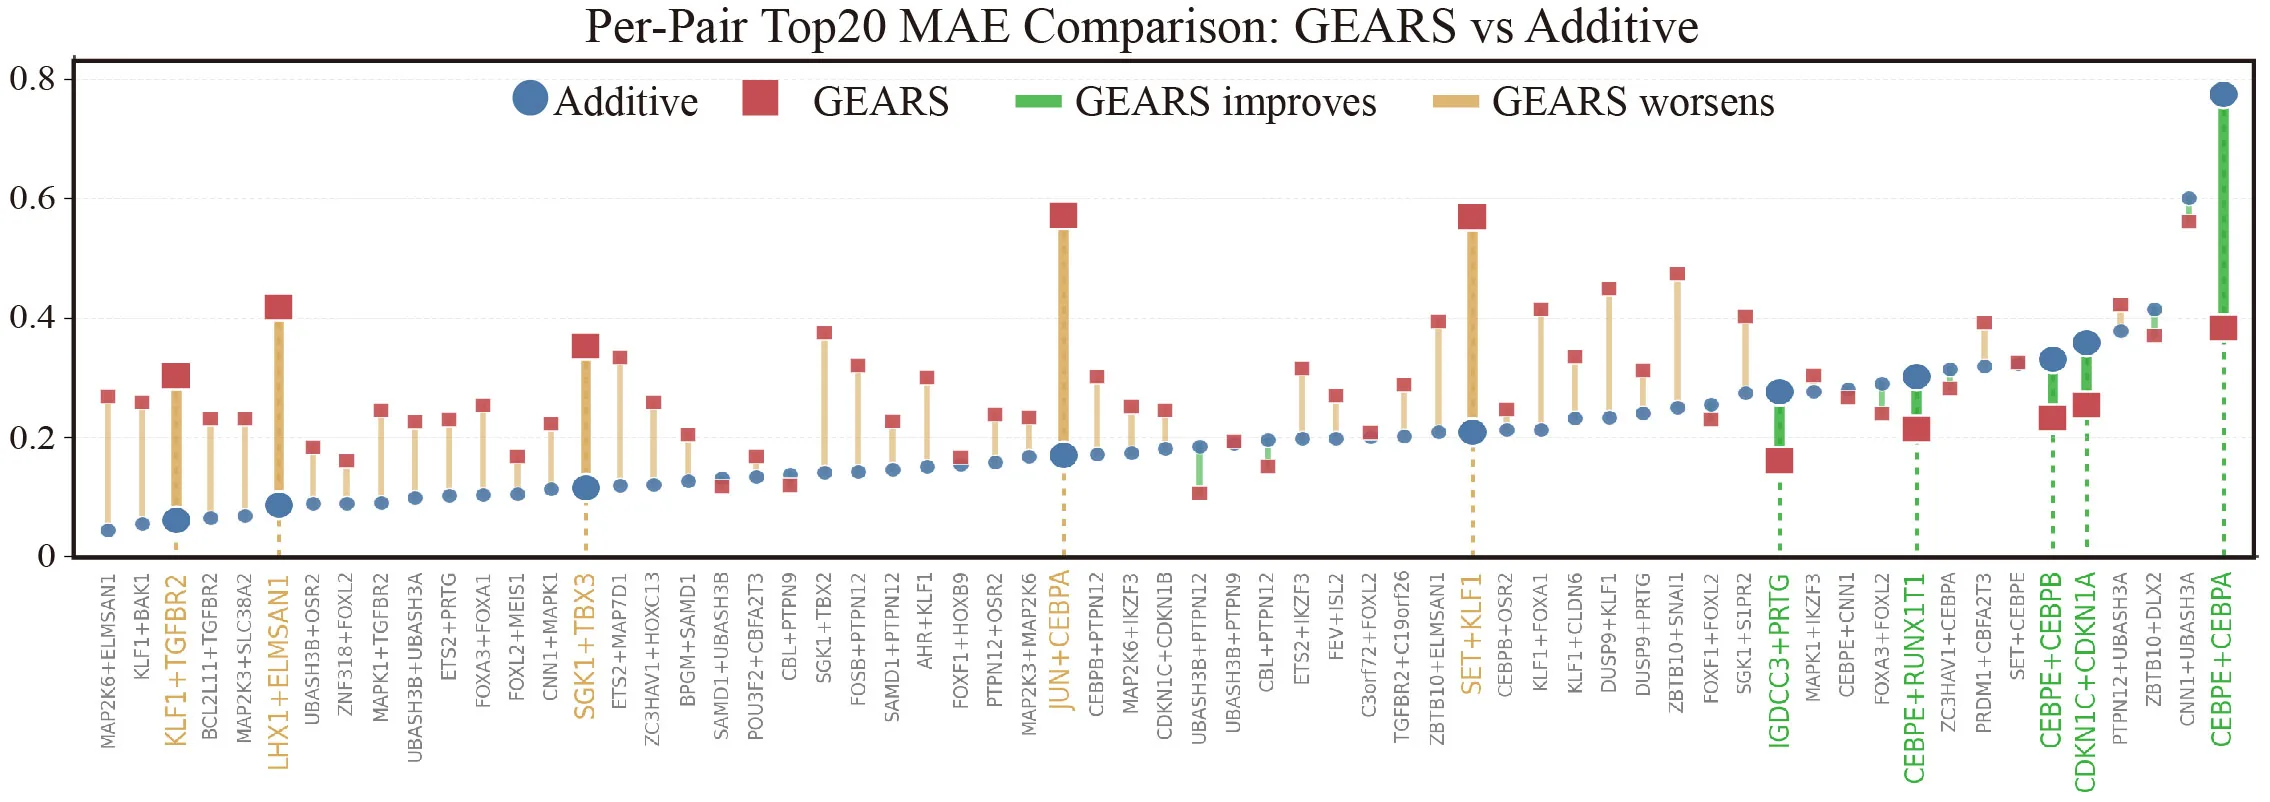 Per-Pair Top20 MAE Comparison: GEARS vs Additive
Additive GEARS GEARS improves GEARS worsens
0.8
0.6
0.4
0.2
0
MAP2K6+ELMSAN1
KLF1+BAK1
KLF1+TGFBR2
BCL2L11+TGFBR2
MAP2K3+SLC38A2
LHX1+ELMSAN1
UBASH3B+OSR2
ZNF318+FOXL2
MAPK1+TGFBR2
UBASH3B+UBASH3A
ETS2+PRTG
FOXA3+FOXA1
FOXL2+MEIS1
CNN1+MAPK1
SGK1+TBX3
ETS2+MAP7D1
ZC3HAV1+HOXC13
BPGM+SAMD1
SAMD1+UBASH3B
POU3F2+CBFA2T3
CBL+PTPN9
SGK1+TBX2
FOSB+PTPN12
SAMD1+PTPN12
AHR+KLF1
FOXF1+HOXB9
PTPN12+OSR2
MAP2K3+MAP2K6
JUN+CEBPA
CEBPB+PTPN12
MAP2K6+IKZF3
CDKN1C+CDKN1B
UBASH3B+PTPN12
UBASH3B+PTPN9
CBL+PTPN12
ETS2+IKZF3
FEV+ISL2
C3orf72+FOXL2
TGFBR2+C19orf26
ZBTB10+ELMSAN1
SET+KLF1
CEBPB+OSR2
KLF1+FOXA1
KLF1+CLDN6
DUSP9+KLF1
DUSP9+PRTG
ZBTB10+SNAI1
FOXF1+FOXL2
SGK1+S1PR2
IGDCC3+PRTG
MAPK1+IKZF3
CEBPE+CNN1
FOXA3+FOXL2
CEBPE+RUNX1T1
ZC3HAV1+CEBPA
PRDM1+CBFA2T3
SET+CEBPE
CEBPE+CEBPB
CDKN1C+CDKN1A
PTPN12+UBASH3A
ZBTB10+DLX2
CNN1+UBASH3A
CEBPE+CEBPA